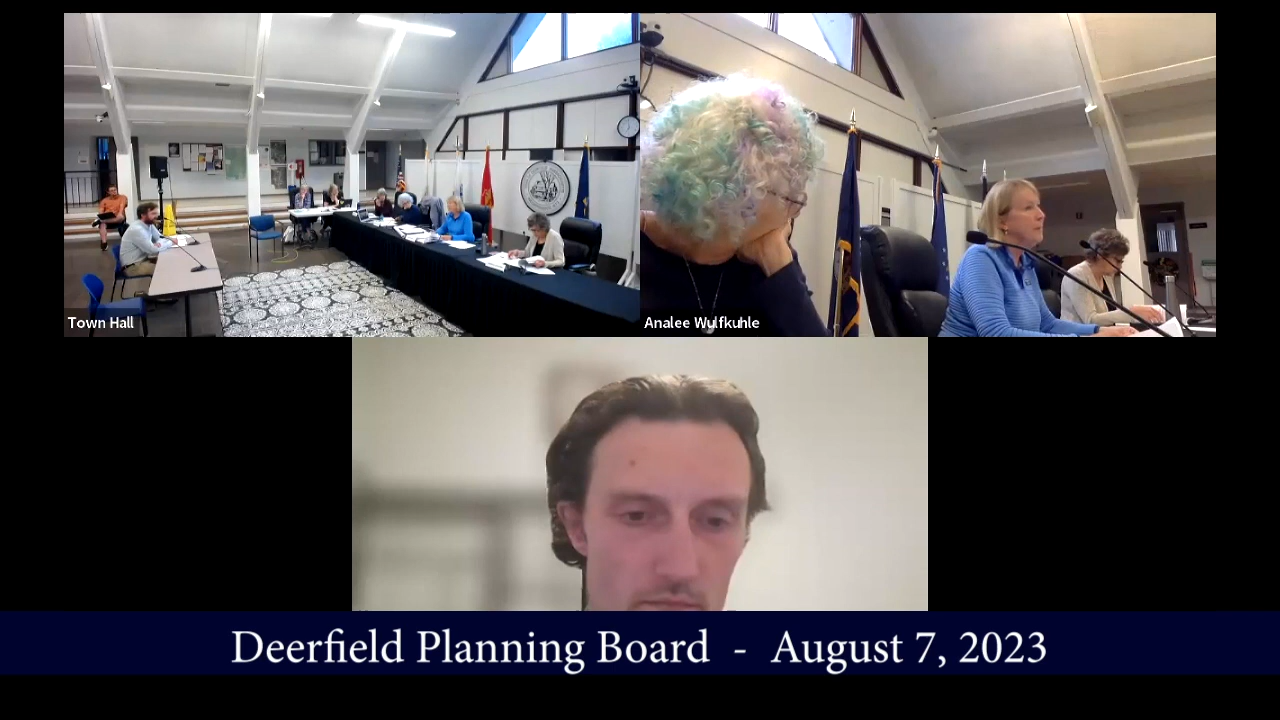 Town Hall
Analee Wulfkuhle
Deerfield Planning Board - August 7, 2023